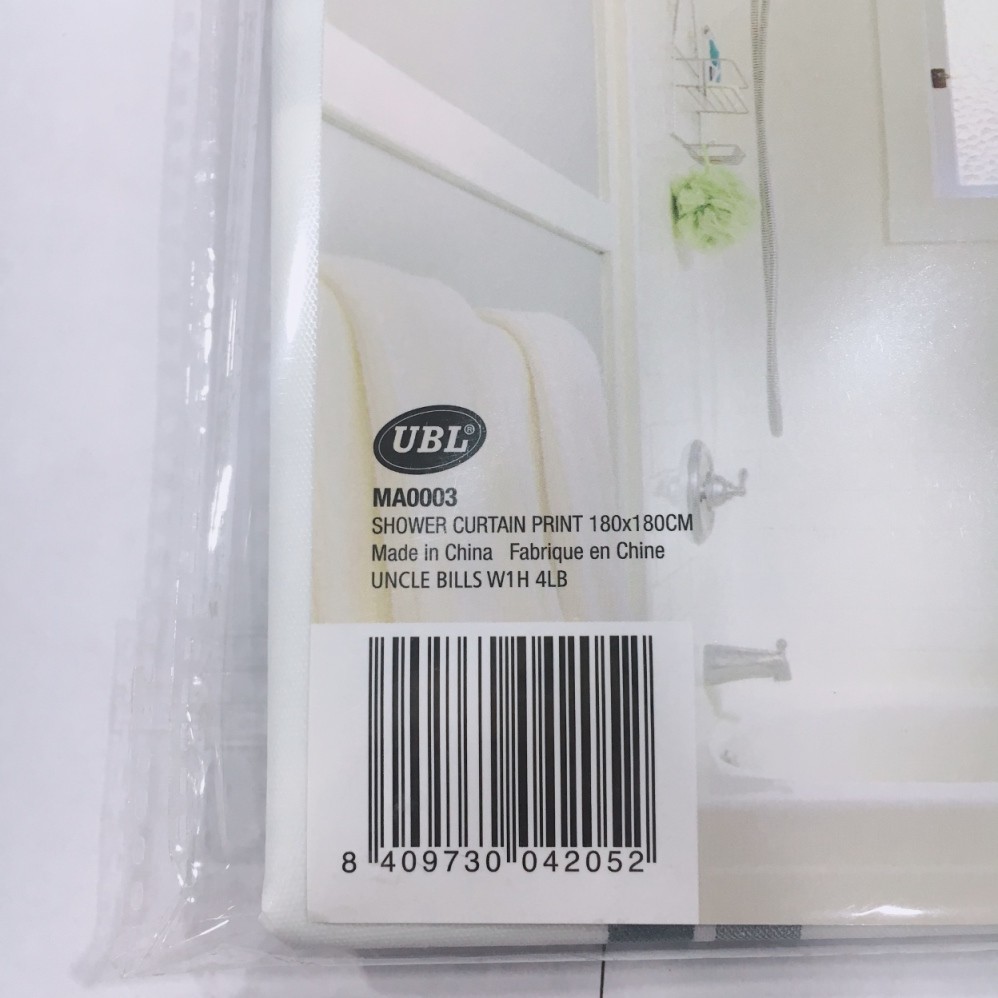 UBL®
MA0003
SHOWER CURTAIN PRINT 180x180CM
Made in China Fabrique en Chine
UNCLE BILLS W1H 4LB
8 409730 042052